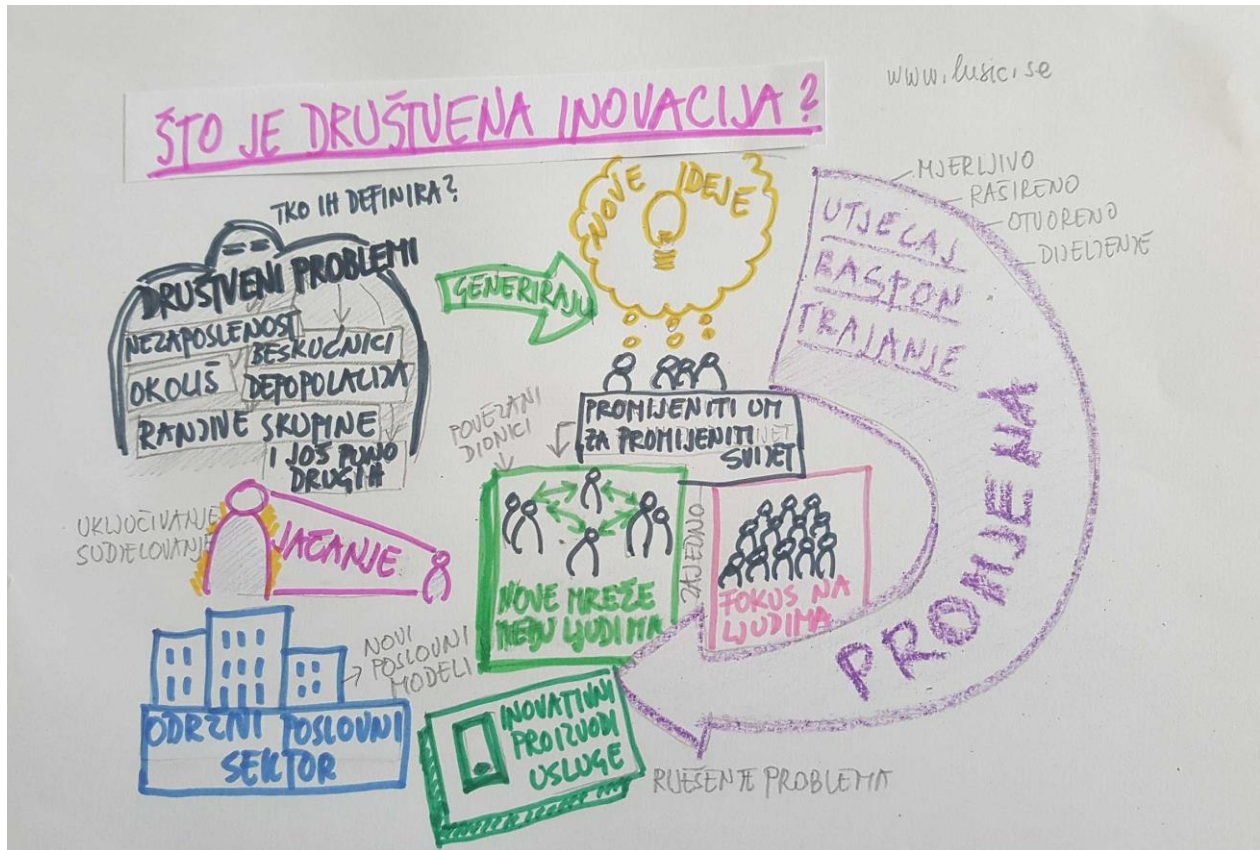 www.lusic.se
ŠTO JE DRUŠTVENA INOVACIJA?
TKO IH DEFINIRA?
DRUŠTVENI PROBLEMI
NEZAPOSLENOST
BESKUĆNICI
OKOLIŠ
DEPOPOLACIJA
RANJIVE SKUPINE
I JOŠ PUNO
DRUGIH
GENERIRAJU
NOVE IDEJE
PROMIJENITI UM
ZA PROMIJENITI
SVIJET
MJERLJIVO
RAŠIRENO
OTVORENO
DIJELJENJE
UTJECAJ
RASPON
TRAJANJE
PROMJENA
UKLJUČIVANJE
SUDJELOVANJE
JAČANJE
POVEZANI
DIONICI
NOVE MREŽE
MEĐU LJUDIMA
ZAJEDNO
FOKUS NA
LJUDIMA
NOVI
POSLOVNI
MODELI
ODRŽIVI POSLOVNI
SEKTOR
INOVATIVNI
PROIZVODI
USLUGE
RJEŠENJE PROBLEMA